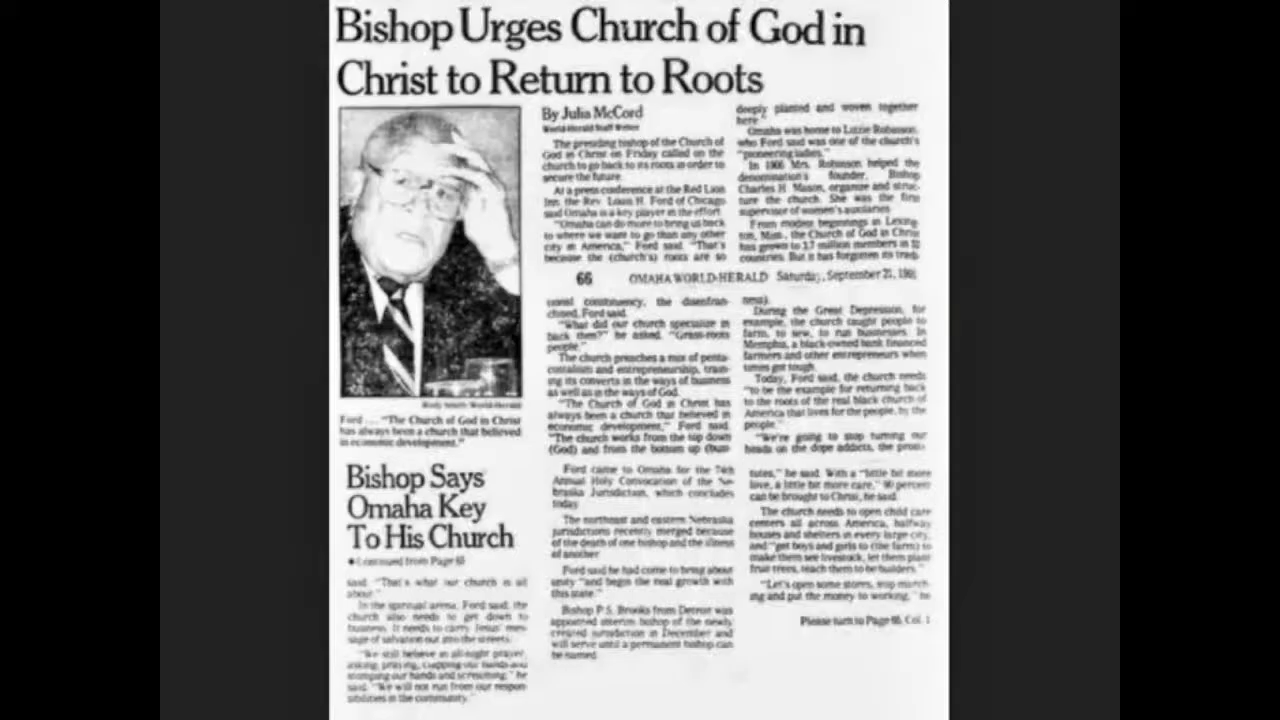 Bishop Urges Church of God in
Christ to Return to Roots
By Julia McCord
World-Herald Staff Writer
The presiding bishop of the Church of
God in Christ on Friday called on the
church to go back to its roots in order to
secure the future.
At a press conference at the Red Lion
Inn, the Rev. Louis H. Ford of Chicago
said Omaha is a key player in the effort.
"Omaha can do more to bring us back
to where we want to go than any other
city in America," Ford said. "That's
because the (church's) roots are so
deeply planted and woven together
here."
Omaha was home to Lizzie Robinson,
who Ford said was one of the church's
"pioneering ladies."
In Mrs. Robinson helped the
denomination's founder, Bishop
Charles H. Mason, organize and struc-
ture the church. She was the first
supervisor of women's auxiliaries.
From modest beginnings in Lexing-
ton, Miss., the Church of God in Christ
has grown to 3.7 million members in
countries. But it has forgotten its tradi-
66 OMAHA WORLD-HERALD Saturday, September 21,
tional constituency, the disenfran-
chised, Ford said.
"What did our church specialize in
back then?" he asked. "Grass-roots
people."
The church preaches a mix of pente-
costalism and entrepreneurship, train-
ing its converts in the ways of business
as well as in the ways of God.
"The Church of God in Christ has
always been a church that believed in
economic development," Ford said.
"The church works from the top down
(God) and from the bottom up (busi-
ness).
During the Great Depression, for
example, the church taught people to
farm, to sew, to run businesses. In
Memphis, a black-owned bank financed
farmers and other entrepreneurs when
times got tough.
Today, Ford said, the church needs
"to be the example for returning back
to the roots of the real black church of
America that lives for the people, by the
people."
"We're going to stop turning our
heads on the dope addicts, the prosti-
tutes," he said. With a "little bit more
love, a little bit more care," 90 percent
can be brought to Christ, he said.
The church needs to open child care
centers all across America, halfway
houses and shelters in every large city,
and "get boys and girls to (the farm) to
make them see livestock, let them plant
fruit trees, teach them to be builders."
"Let's open some stores, stop march-
ing and put the money to working," he
Please turn to Page 66, Col. 1
Rudy Smith/World-Herald
Ford ... "The Church of God in Christ
has always been a church that believed
in economic development."
Bishop Says
Omaha Key
To His Church
Continued from Page 65
said. "That's what our church is all
about."
In the spiritual arena, Ford said, the
church also needs to get down to
business. It needs to carry Jesus' mes-
sage of salvation out into the streets.
"We still believe in all-night prayer,
asking, praying, clapping our hands and
stomping our hands and screaming," he
said. "We will not run from our respon-
sibilities in the community."
Ford came to Omaha for the 74th
Annual Holy Convocation of the Ne-
braska Jurisdiction, which concludes
today.
The northeast and eastern Nebraska
jurisdictions recently merged because
of the death of one bishop and the illness
of another.
Ford said he had come to bring about
unity "and begin the real growth with
this state."
Bishop P.S. Brooks from Detroit was
appointed interim bishop of the newly
created jurisdiction in December and
will serve until a permanent bishop can
be named.